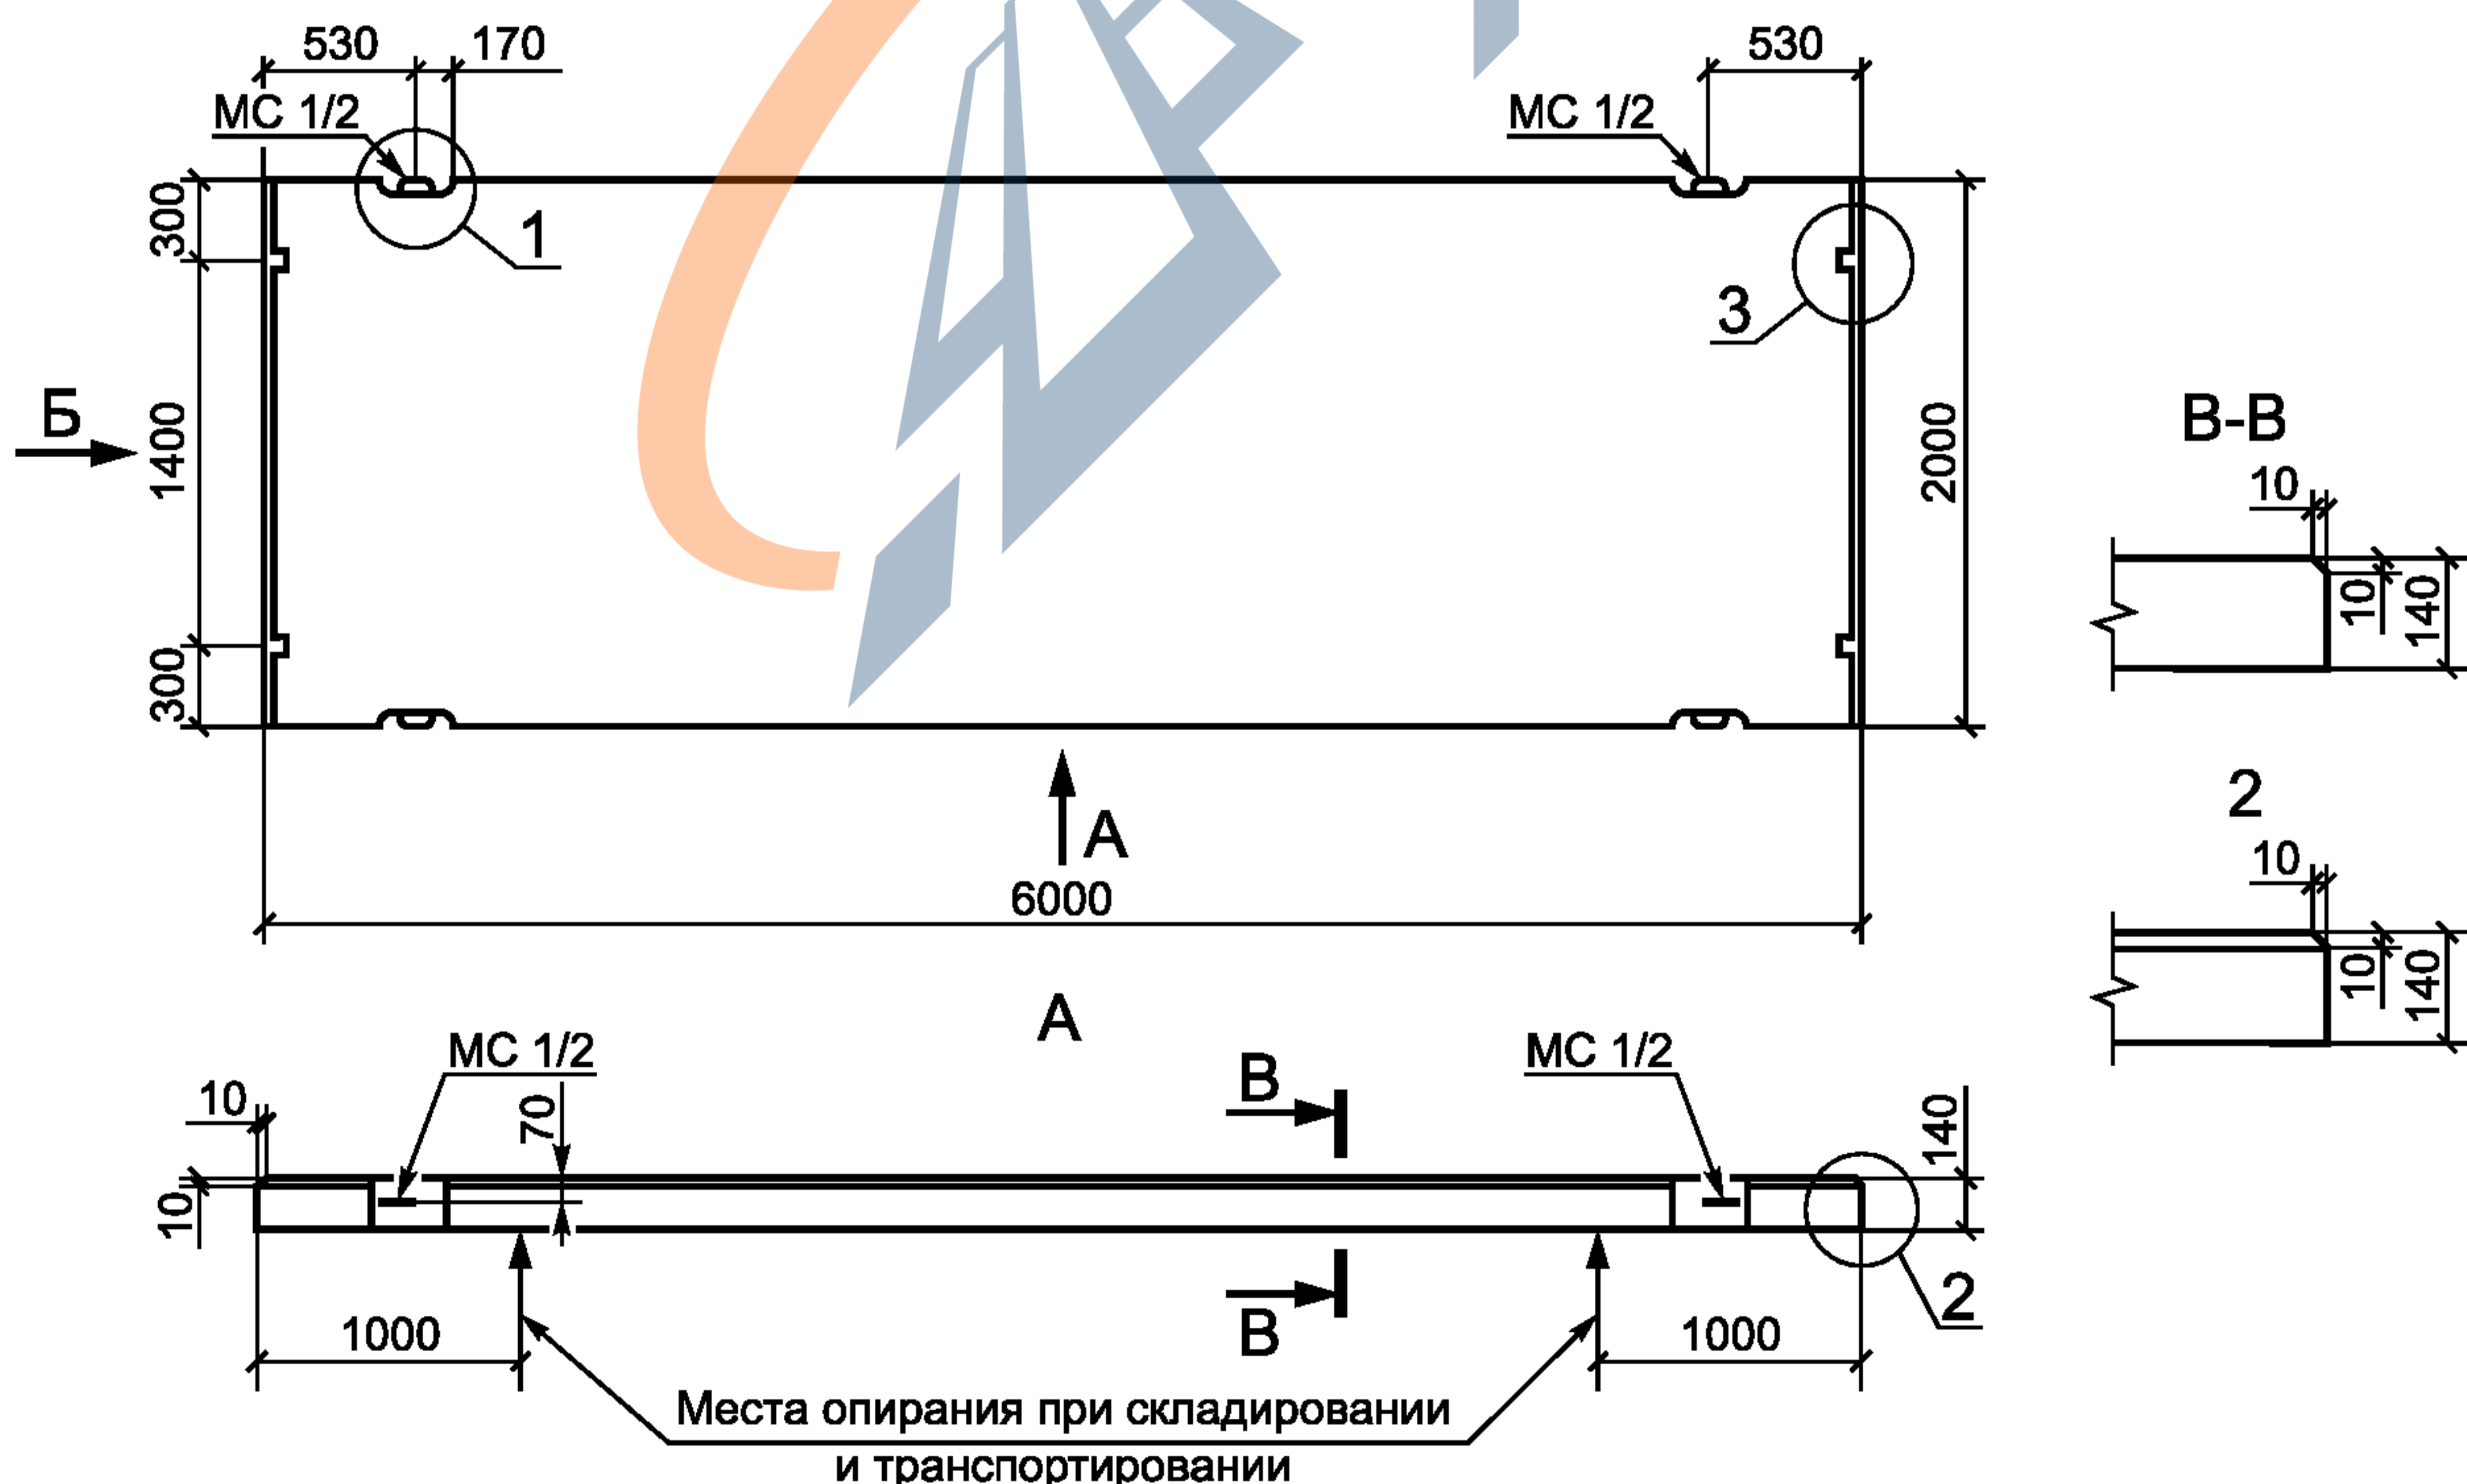 530
170
530
МС 1/2
МС 1/2
300
1
3
Б
1400
2000
В-В
10
10
140
300
2
А
10
6000
10
140
А
МС 1/2
МС 1/2
В
10
70
140
10
2
1000
В
1000
Места опирания при складировании
и транспортировании